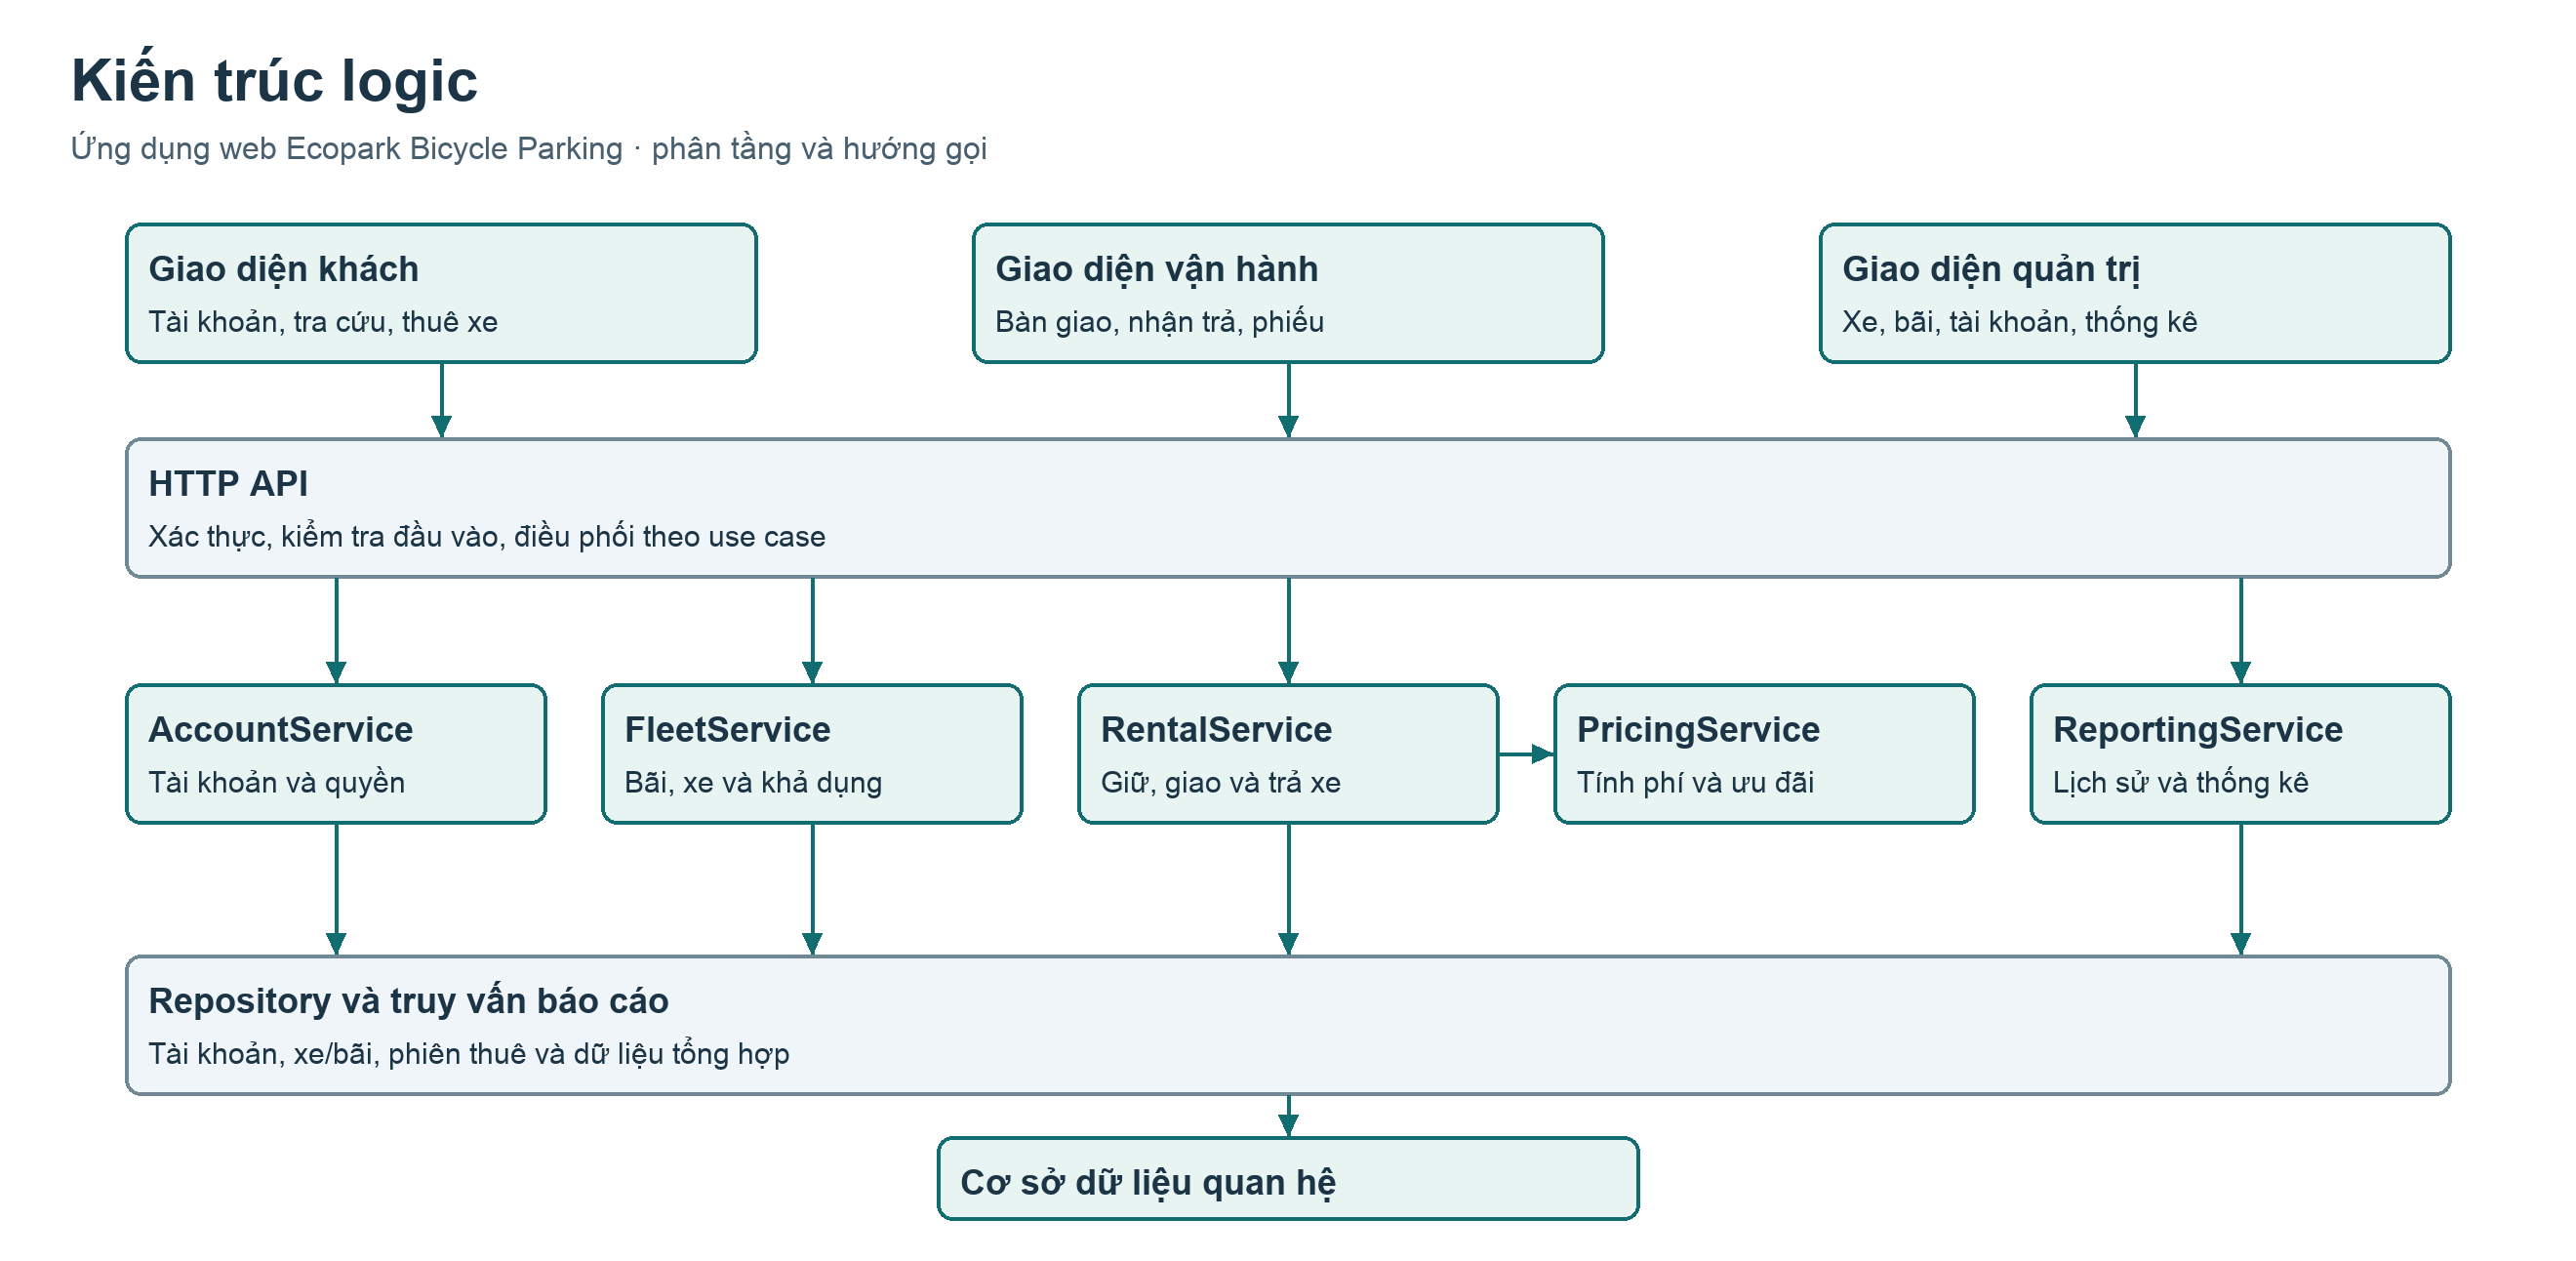 Kiến trúc logic
Ứng dụng web Ecopark Bicycle Parking · phân tầng và hướng gọi
Giao diện khách
Tài khoản, tra cứu, thuê xe
Giao diện vận hành
Bàn giao, nhận trả, phiếu
Giao diện quản trị
Xe, bãi, tài khoản, thống kê
HTTP API
Xác thực, kiểm tra đầu vào, điều phối theo use case
AccountService
Tài khoản và quyền
FleetService
Bãi, xe và khả dụng
RentalService
Giữ, giao và trả xe
PricingService
Tính phí và ưu đãi
ReportingService
Lịch sử và thống kê
Repository và truy vấn báo cáo
Tài khoản, xe/bãi, phiên thuê và dữ liệu tổng hợp
Cơ sở dữ liệu quan hệ